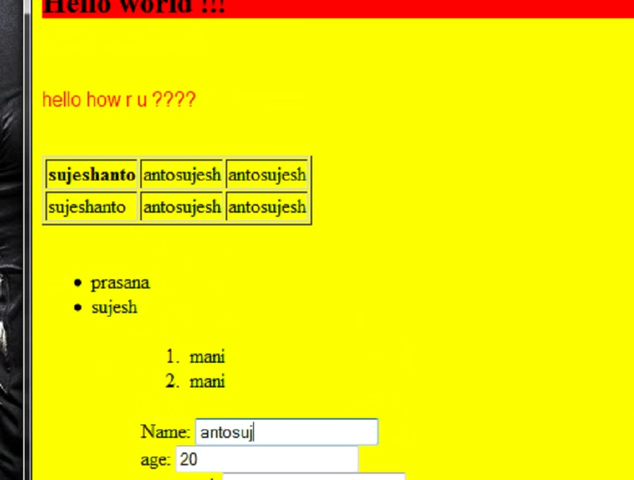 Hello world !!!
hello how r u ????
sujeshanto antosujesh antosujesh
sujeshanto antosujesh antosujesh
prasana
sujesh
1. mani
2. mani
Name: antosuj
age: 20